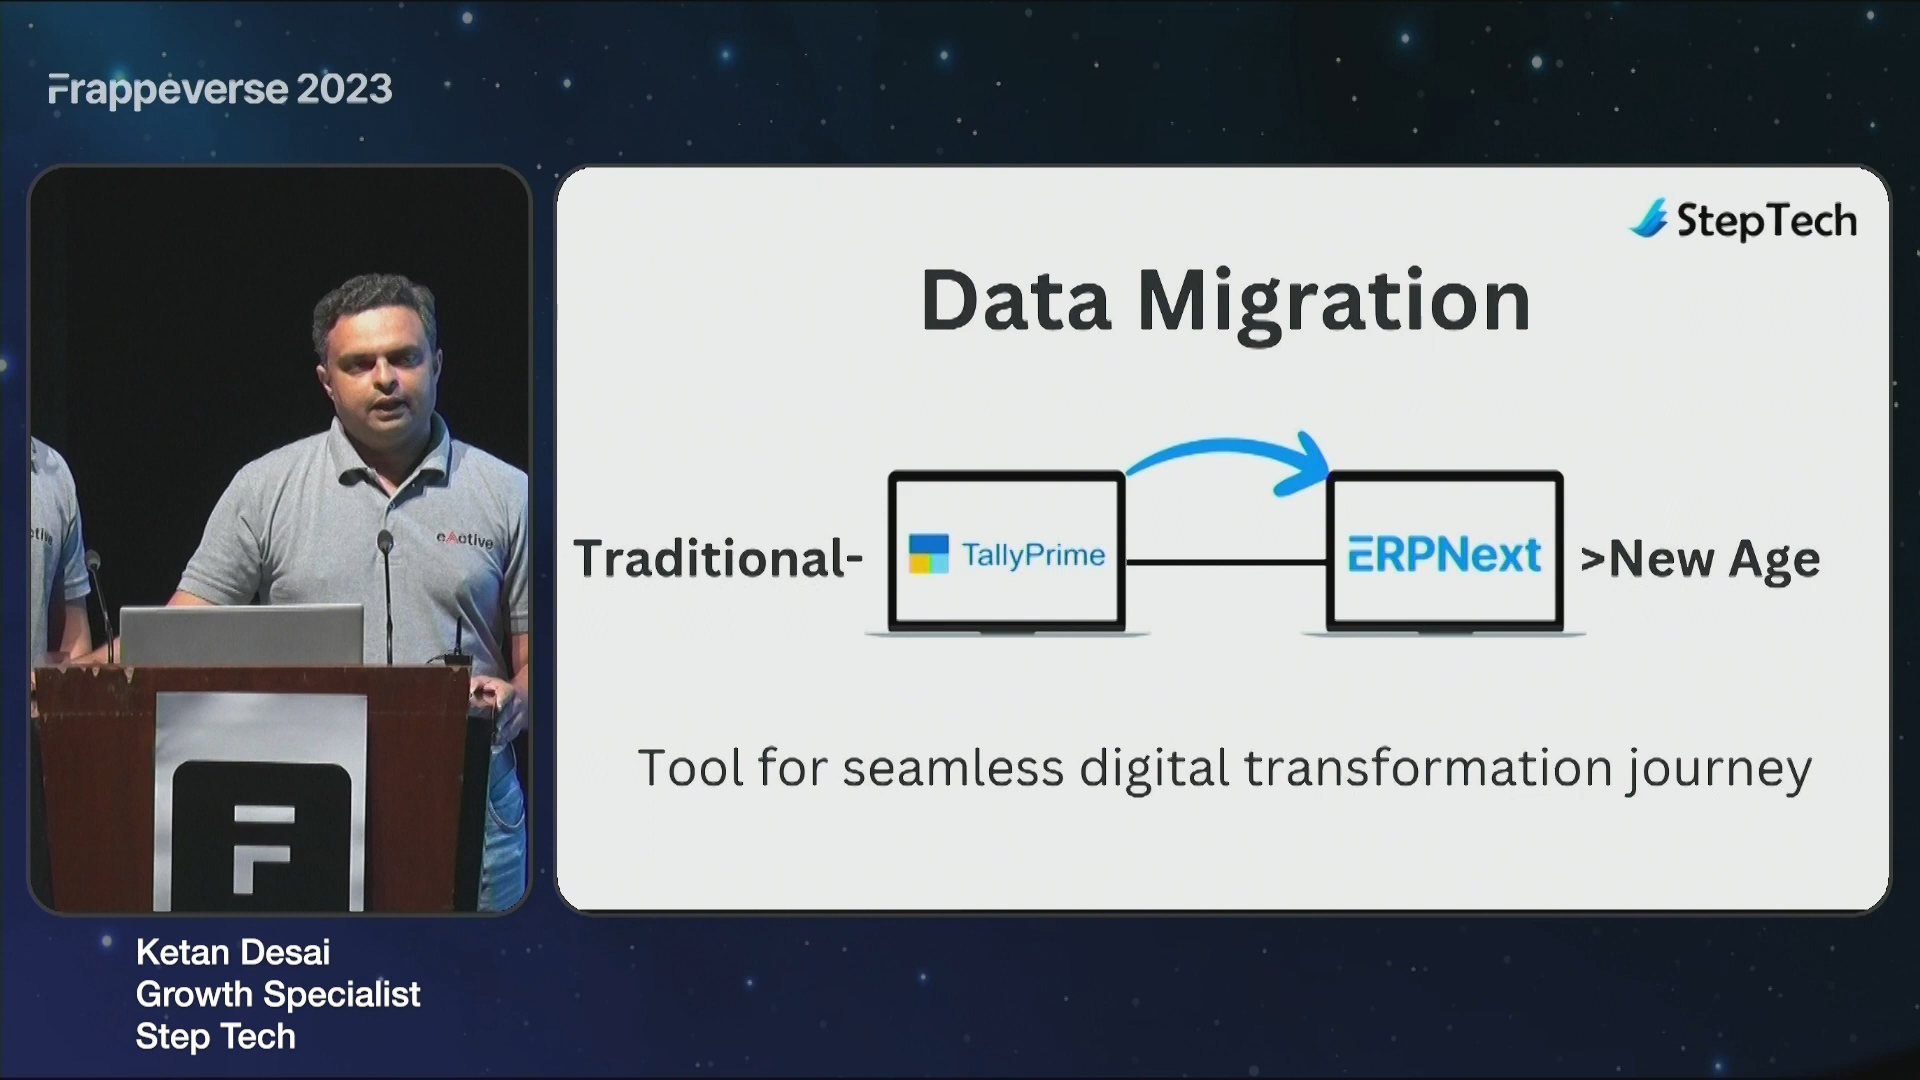 Frappeverse 2023
StepTech
Data Migration
Traditional-
TallyPrime
ERPNext
>New Age
Tool for seamless digital transformation journey
eActive
F
Ketan Desai
Growth Specialist
Step Tech